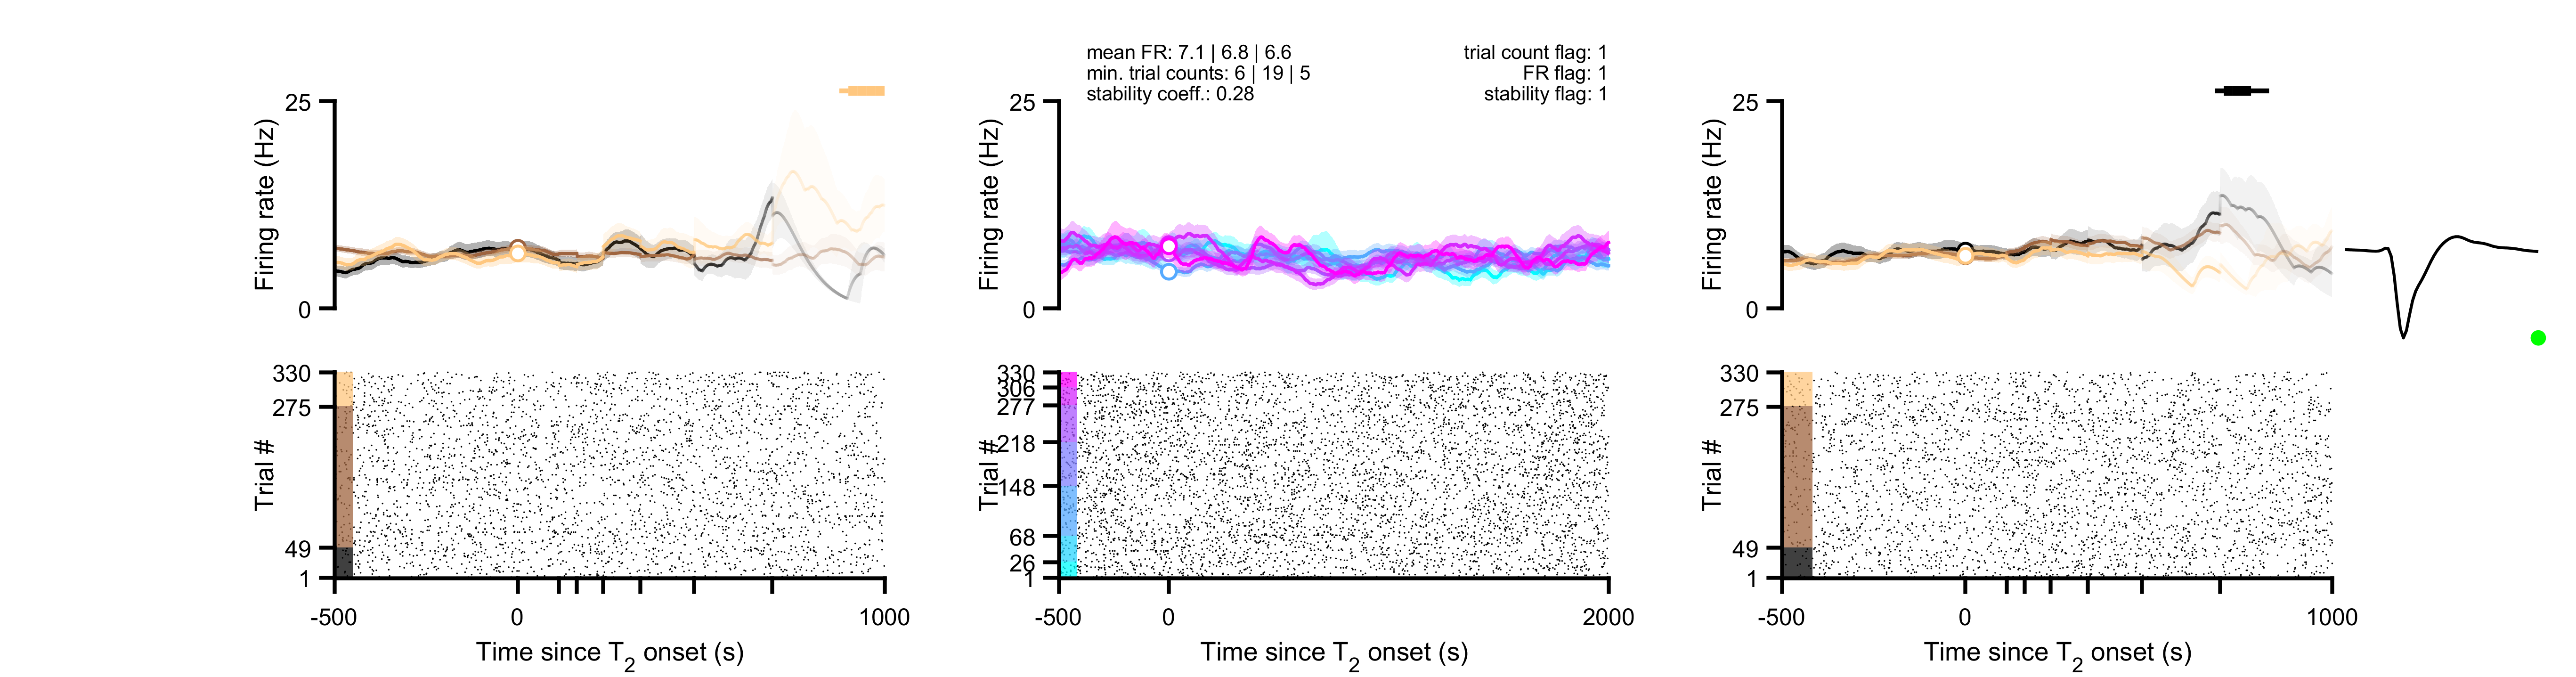 mean FR: 7.1 | 6.8 | 6.6
min. trial counts: 6 | 19 | 5
stability coeff.: 0.28
trial count flag: 1
FR flag: 1
stability flag: 1
25
0
Firing rate (Hz)
25
0
Firing rate (Hz)
25
0
Firing rate (Hz)
330
275
49
1
Trial #
-500
0
1000
Time since T2 onset (s)
330
306
277
218
148
68
26
1
Trial #
-500
0
2000
Time since T2 onset (s)
330
275
49
1
Trial #
-500
0
1000
Time since T2 onset (s)